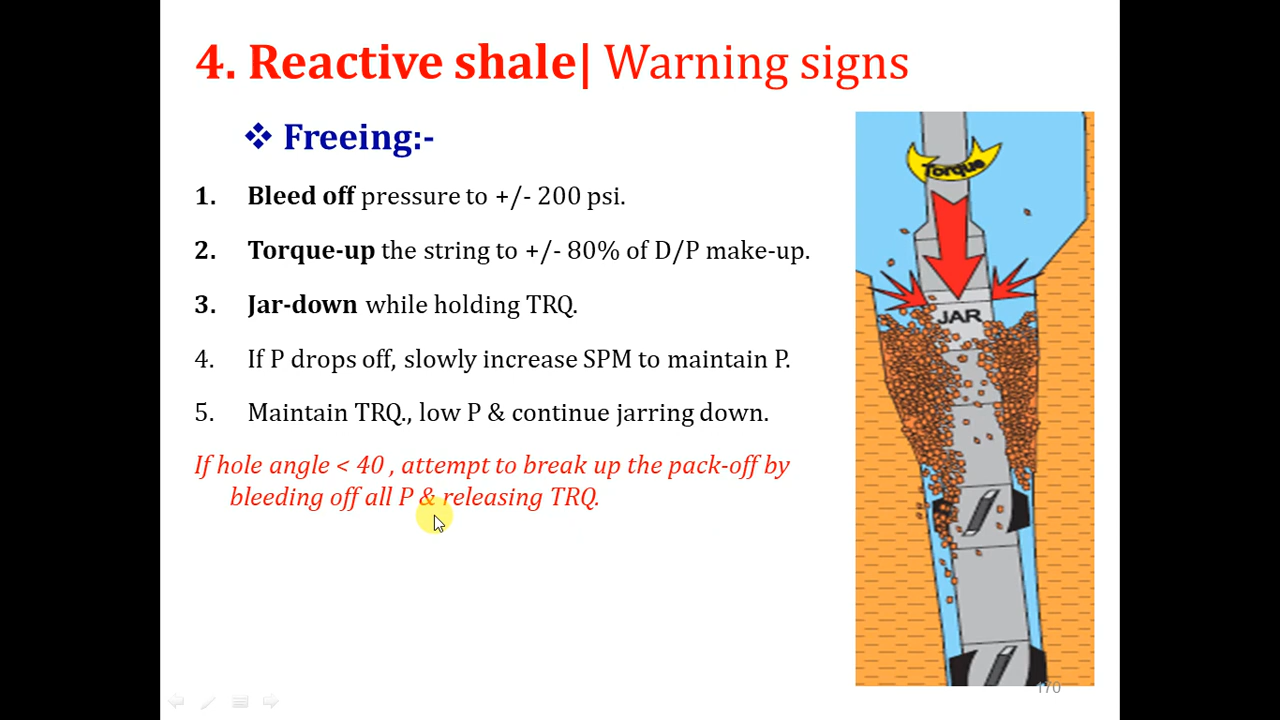 4. Reactive shale| Warning signs
❖ Freeing:-
1. Bleed off pressure to +/- 200 psi.
2. Torque-up the string to +/- 80% of D/P make-up.
3. Jar-down while holding TRQ.
4. If P drops off, slowly increase SPM to maintain P.
5. Maintain TRQ., low P & continue jarring down.
If hole angle < 40 , attempt to break up the pack-off by
bleeding off all P & releasing TRQ.
Torque
JAR
170